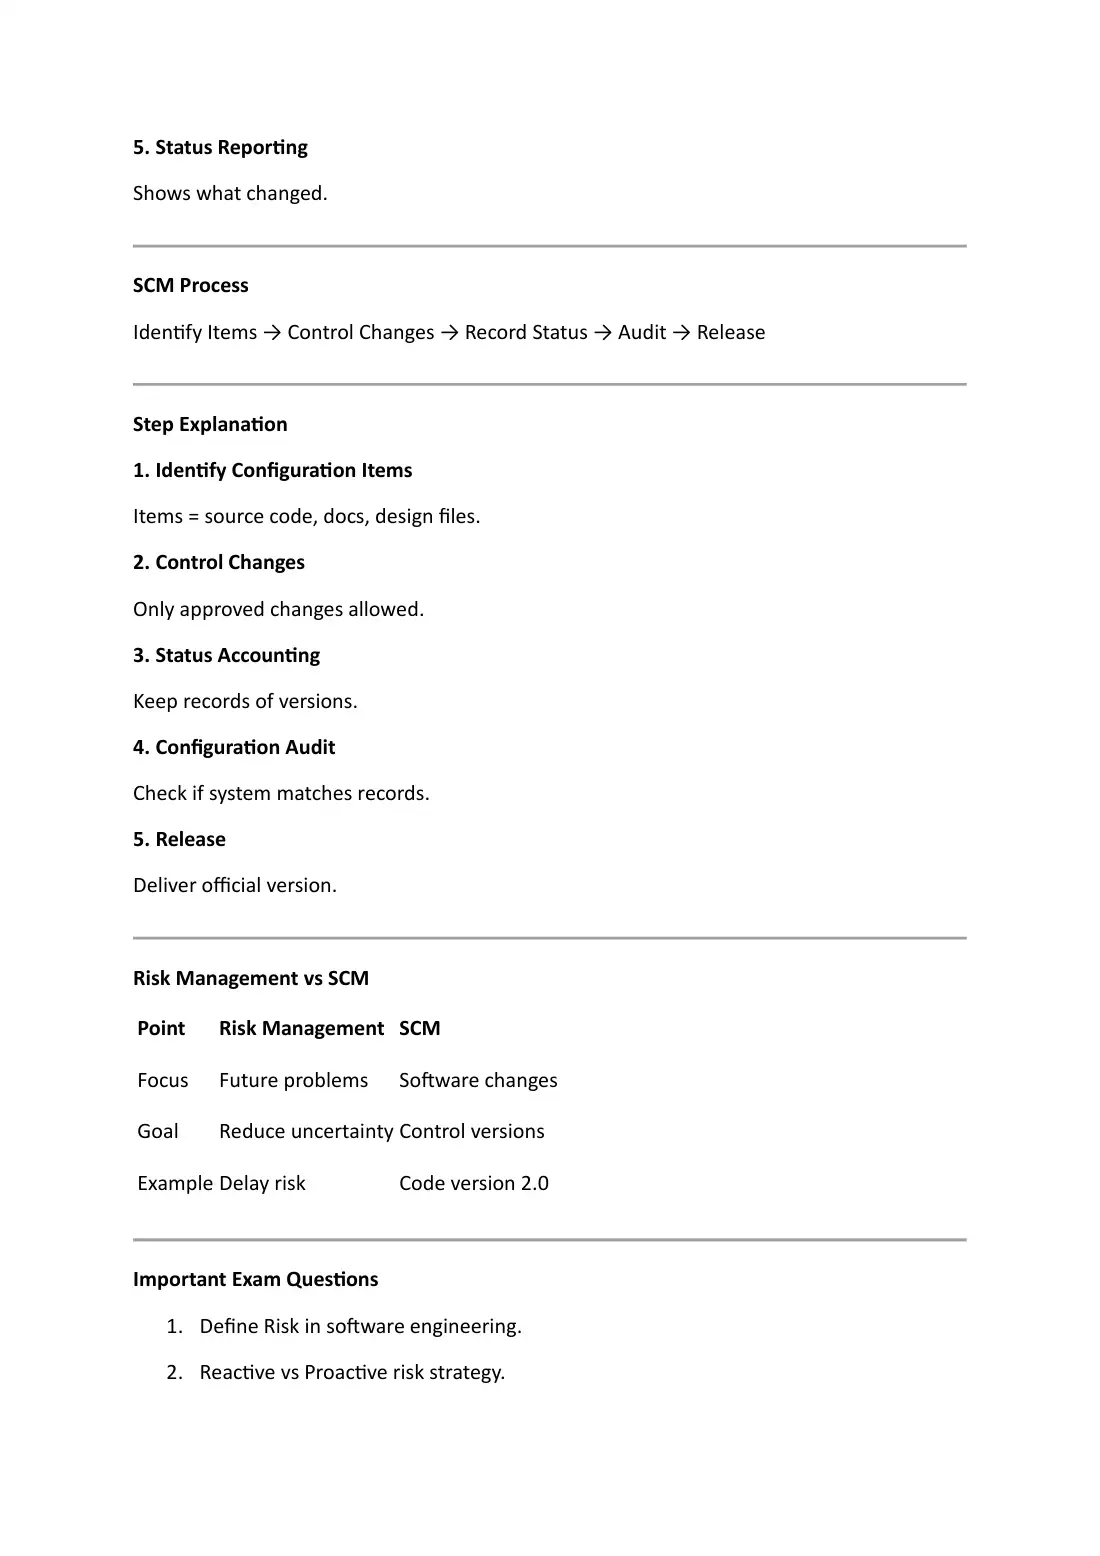 5. Status Reporting
Shows what changed.
SCM Process
Identify Items → Control Changes → Record Status → Audit → Release
Step Explanation
1. Identify Configuration Items
Items = source code, docs, design files.
2. Control Changes
Only approved changes allowed.
3. Status Accounting
Keep records of versions.
4. Configuration Audit
Check if system matches records.
5. Release
Deliver official version.
Risk Management vs SCM
Point Risk Management SCM
Focus Future problems Software changes
Goal Reduce uncertainty Control versions
Example Delay risk Code version 2.0
Important Exam Questions
1. Define Risk in software engineering.
2. Reactive vs Proactive risk strategy.